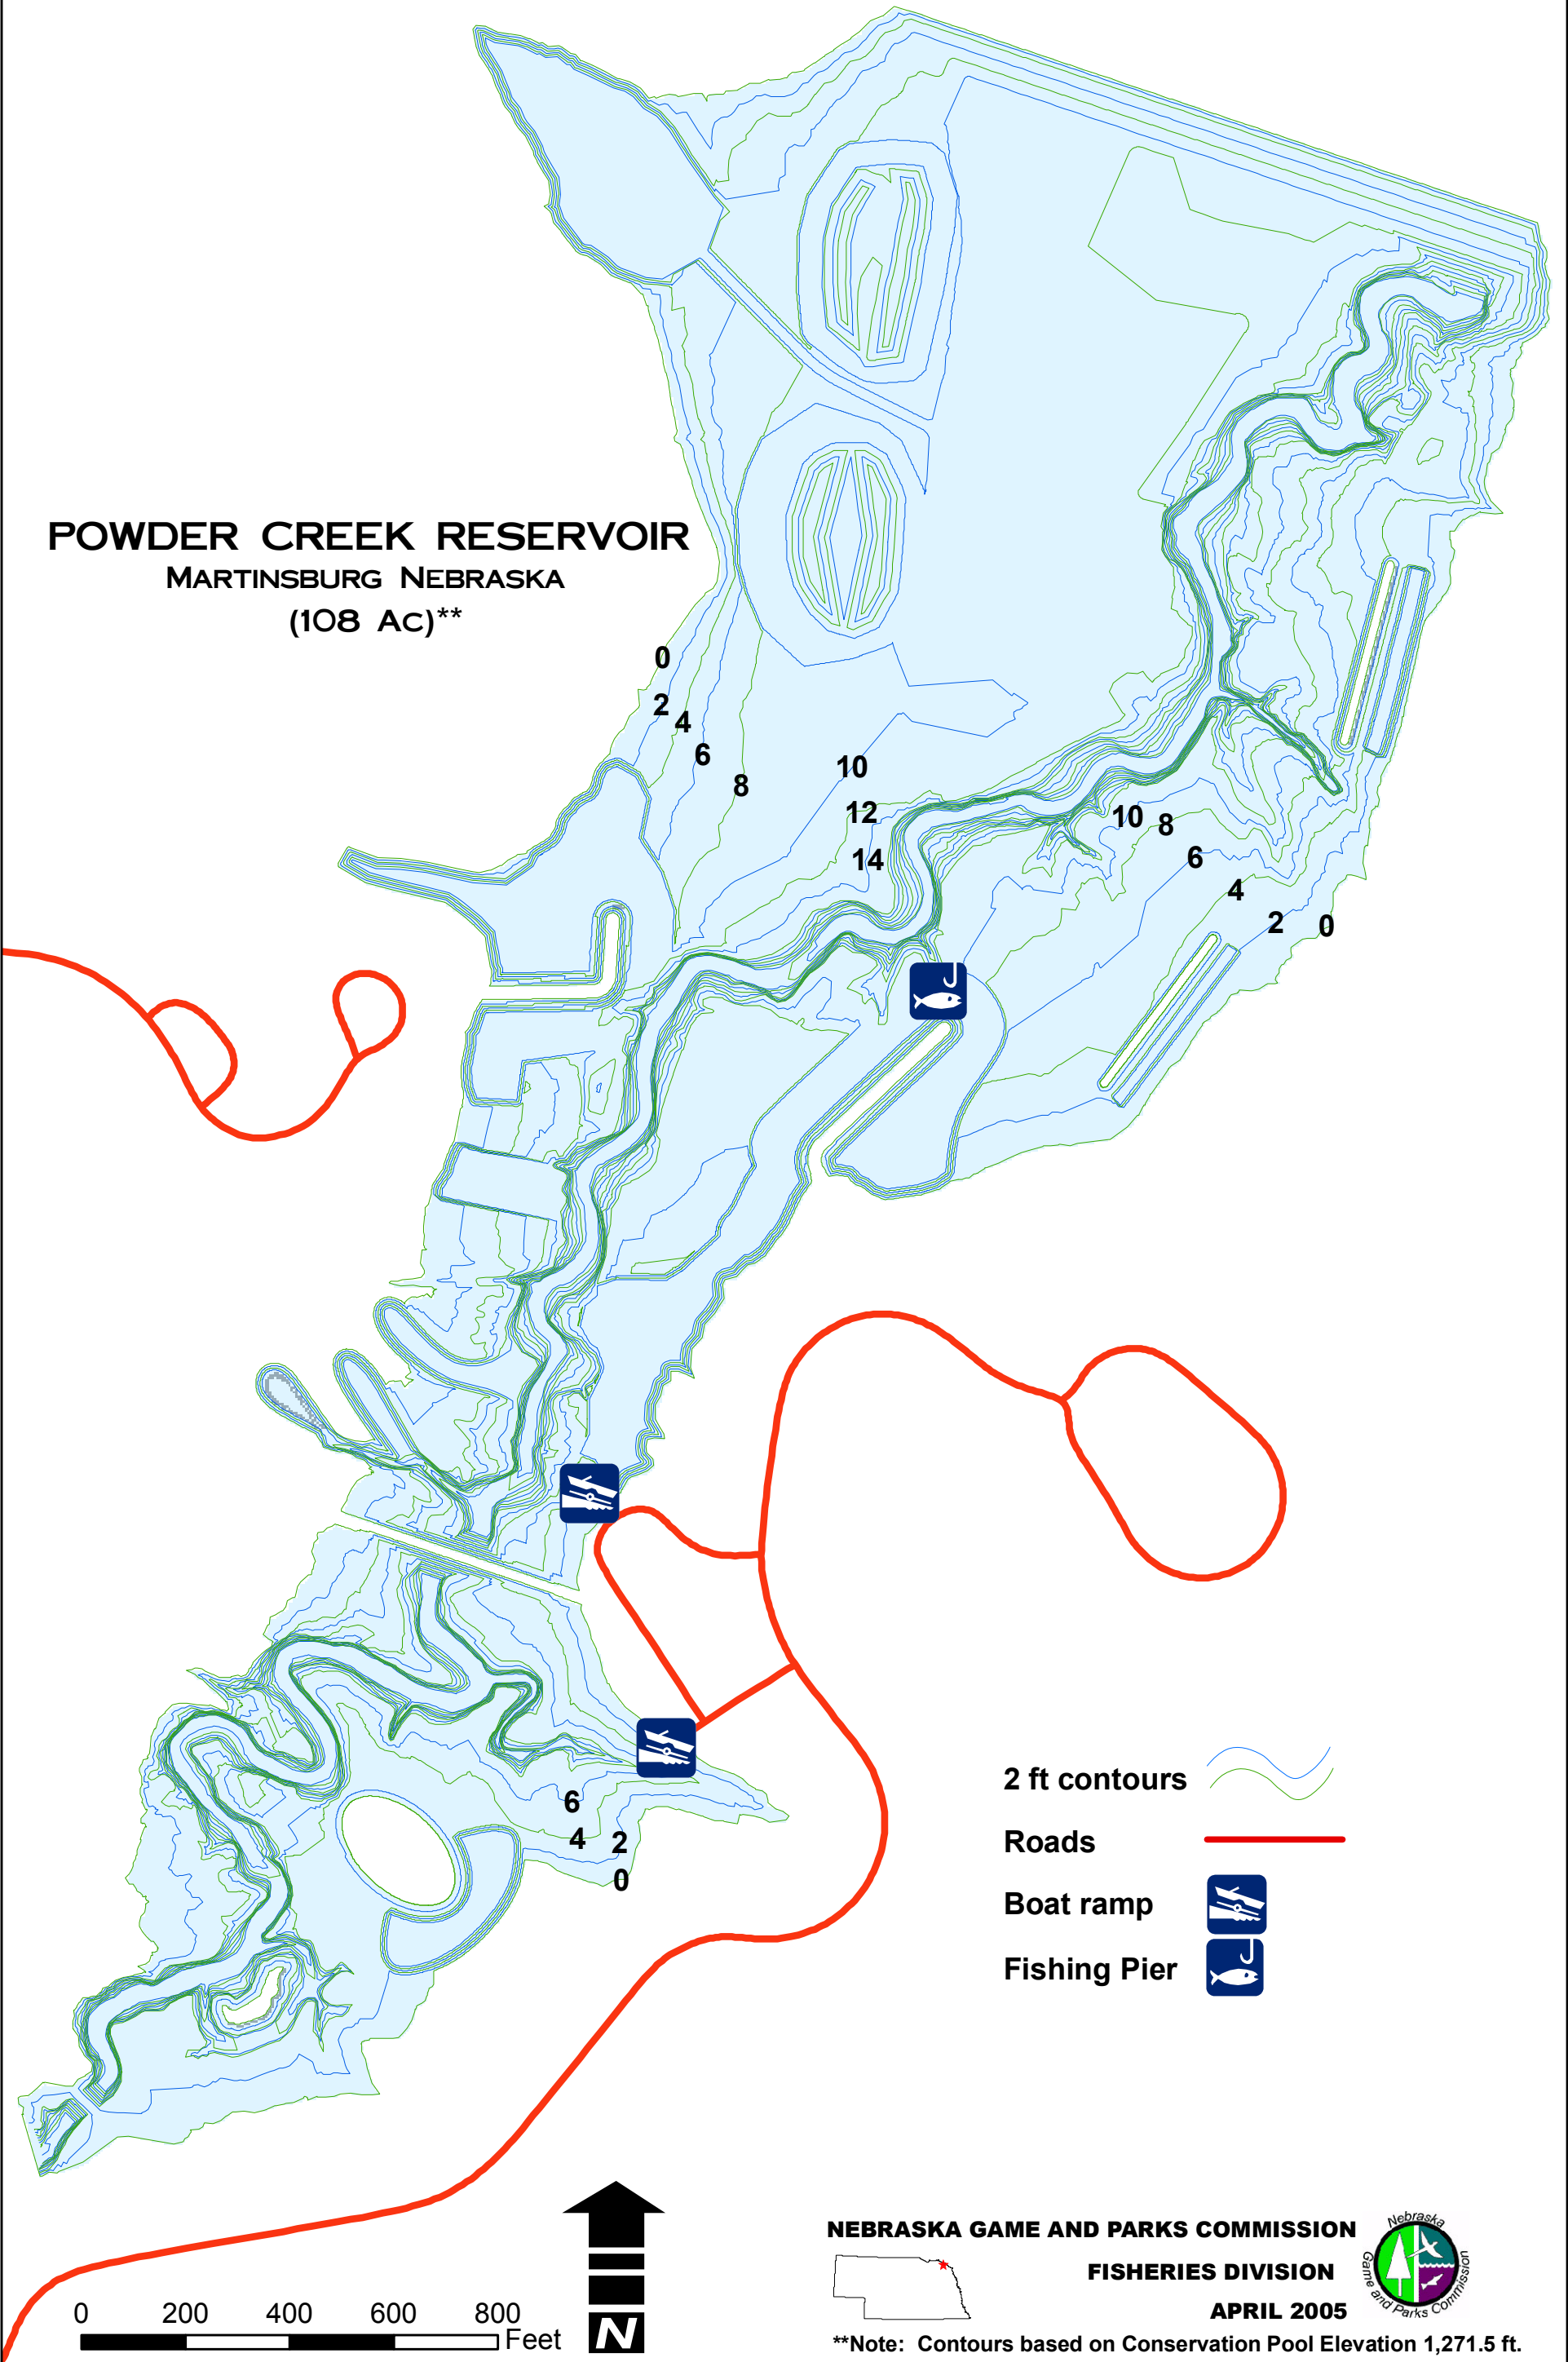 POWDER CREEK RESERVOIR
MARTINSBURG NEBRASKA
(108 AC)**
0
2
4
6
8
10
12
14
10
8
6
4
2
0
6
4
2
0
2 ft contours
Roads
Boat ramp
Fishing Pier
NEBRASKA GAME AND PARKS COMMISSION
FISHERIES DIVISION
APRIL 2005
Nebraska
Game and Parks Commission
0 200 400 600 800
Feet
N
**Note: Contours based on Conservation Pool Elevation 1,271.5 ft.